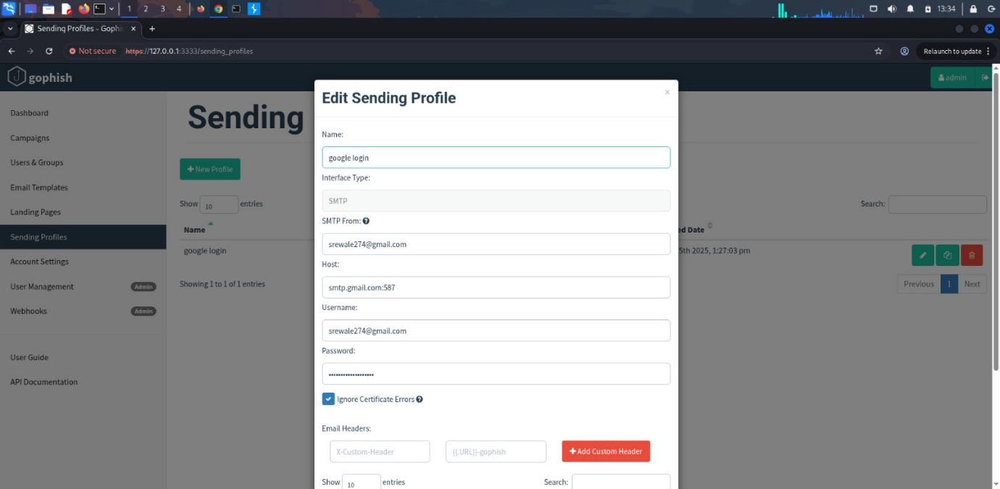 1 2 3 4
13:34
Sending Profiles - Gophis
Not secure https://127.0.0.1:3333/sending_profiles
Relaunch to update
gophish
admin
Dashboard
Campaigns
Users & Groups
Email Templates
Landing Pages
Sending Profiles
Account Settings
User Management Admin
Webhooks Admin
User Guide
API Documentation
Sending
New Profile
Show 10 entries
Search:
Name
ed Date
google login
5th 2025, 1:27:03 pm
Showing 1 to 1 of 1 entries
Previous 1 Next
Edit Sending Profile
×
Name:
google login
Interface Type:
SMTP
SMTP From:
srewale274@gmail.com
Host:
smtp.gmail.com:587
Username:
srewale274@gmail.com
Password:
•••••••••••••••••••
Ignore Certificate Errors
Email Headers:
X-Custom-Header
{{.URL}}-gophish
Add Custom Header
Show 10 entries
Search: